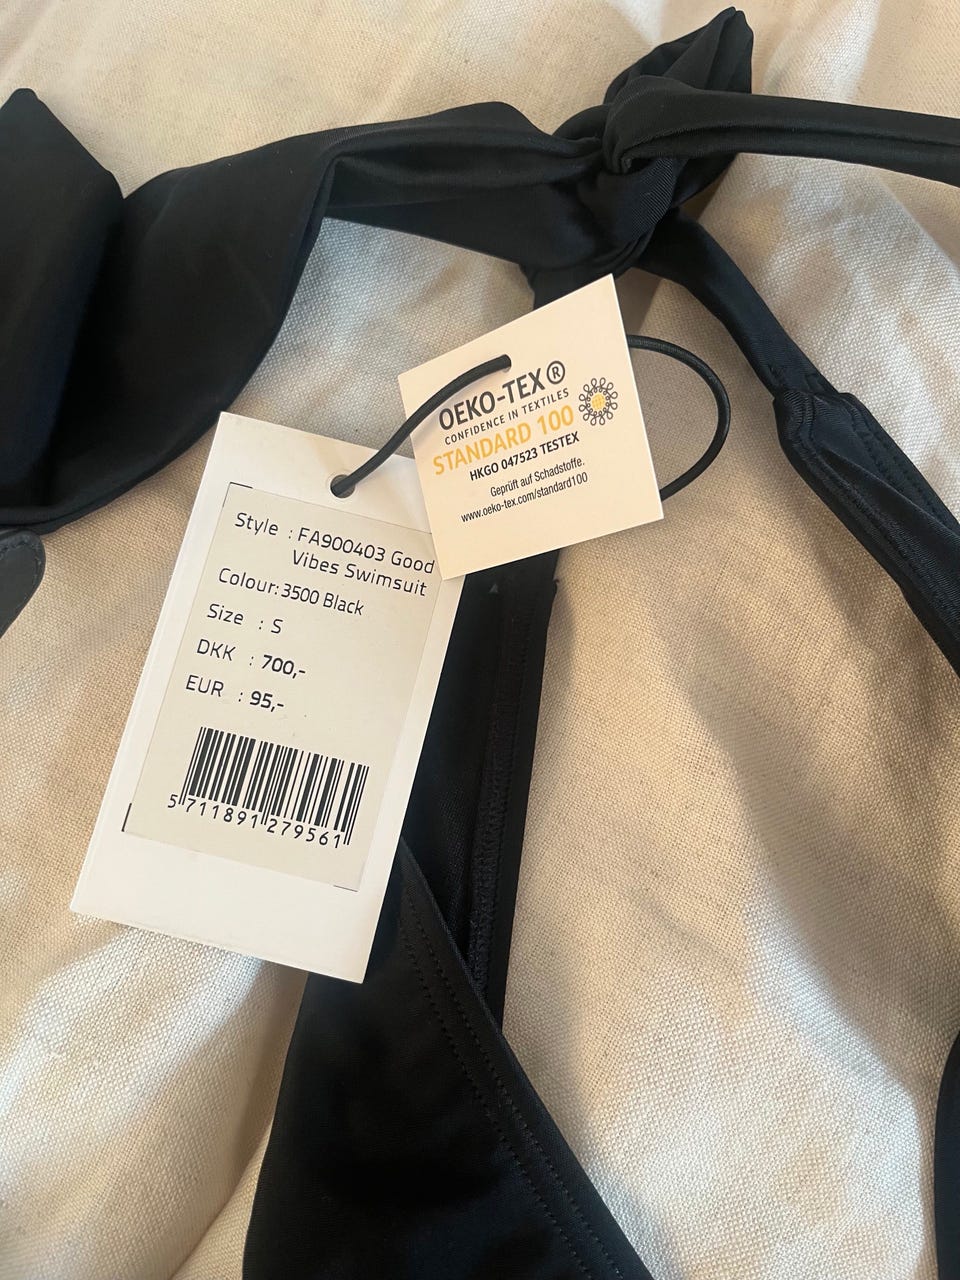 OEKO-TEX®
CONFIDENCE IN TEXTILES
STANDARD 100
HKGO 047523 TESTEX
Geprüft auf Schadstoffe.
www.oeko-tex.com/standard100
Style : FA900403 Good
Vibes Swimsuit
Colour: 3500 Black
Size : S
DKK : 700,-
EUR : 95,-
5 711891 279561